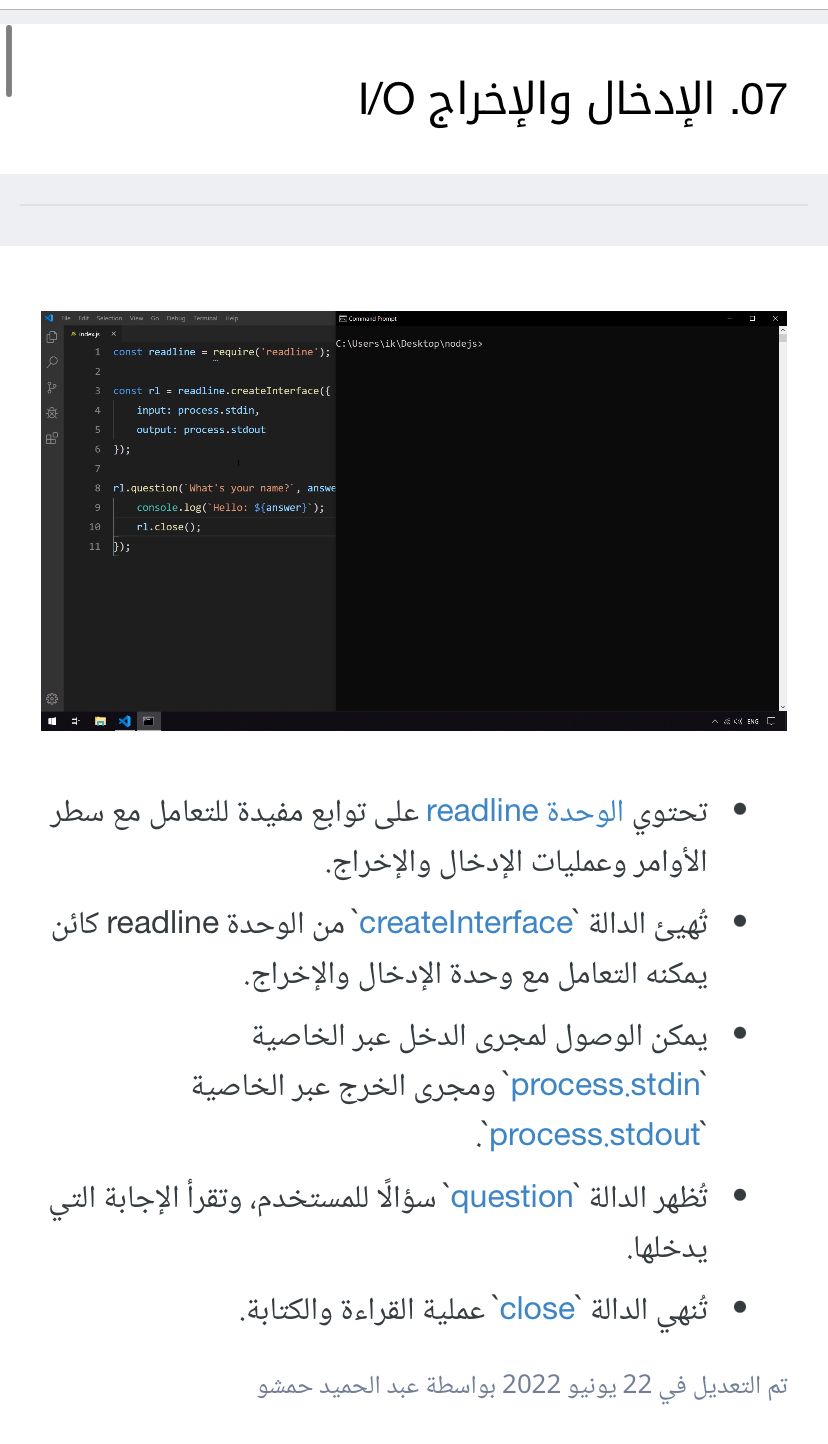 07. الإدخال والإخراج I/O
File Edit Selection View Go Debug Terminal Help
index.js ×
1 const readline = require('readline');
2
3 const rl = readline.createInterface({
4 input: process.stdin,
5 output: process.stdout
6 });
7
8 rl.question(`What's your name?`, answe
9 console.log(`Hello: ${answer}`);
10 rl.close();
11 });
Command Prompt
C:\Users\ik\Desktop\nodejs>
ENG
• تحتوي الوحدة readline على توابع مفيدة للتعامل مع سطر
الأوامر وعمليات الإدخال والإخراج.
• تُهيئ الدالة `createInterface` من الوحدة readline كائن
يمكنه التعامل مع وحدة الإدخال والإخراج.
• يمكن الوصول لمجرى الدخل عبر الخاصية
`process.stdin` ومجرى الخرج عبر الخاصية
`process.stdout`.
• تُظهر الدالة `question` سؤالًا للمستخدم، وتقرأ الإجابة التي
يدخلها.
• تُنهي الدالة `close` عملية القراءة والكتابة.
تم التعديل في 22 يونيو 2022 بواسطة عبد الحميد حمشو